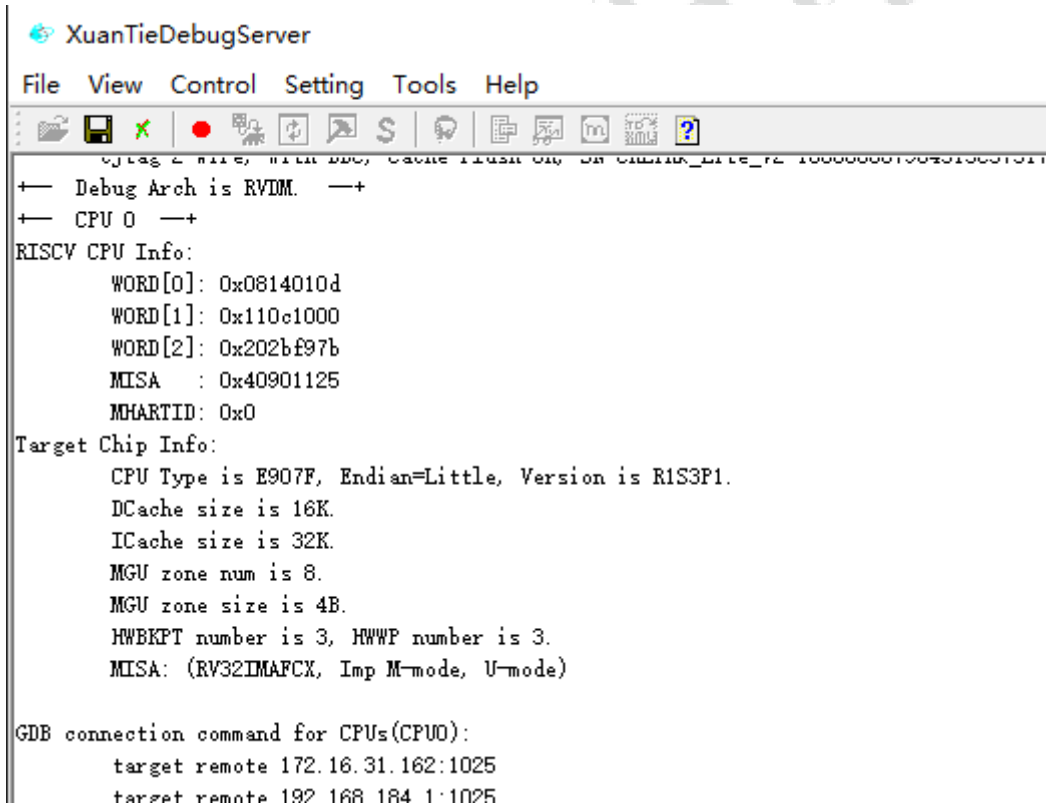 XuanTieDebugServer
File View Control Setting Tools Help
+── Debug Arch is RVDM. ──+
+── CPU 0 ──+
RISCV CPU Info:
WORD[0]: 0x0814010d
WORD[1]: 0x110c1000
WORD[2]: 0x202bf97b
MISA : 0x40901125
MHARTID: 0x0
Target Chip Info:
CPU Type is E907F, Endian=Little, Version is R1S3P1.
DCache size is 16K.
ICache size is 32K.
MGU zone num is 8.
MGU zone size is 4B.
HWBKPT number is 3, HWWP number is 3.
MISA: (RV32IMAFCX, Imp M-mode, U-mode)
GDB connection command for CPUs(CPU0):
target remote 172.16.31.162:1025
target remote 192.168.184.1:1025